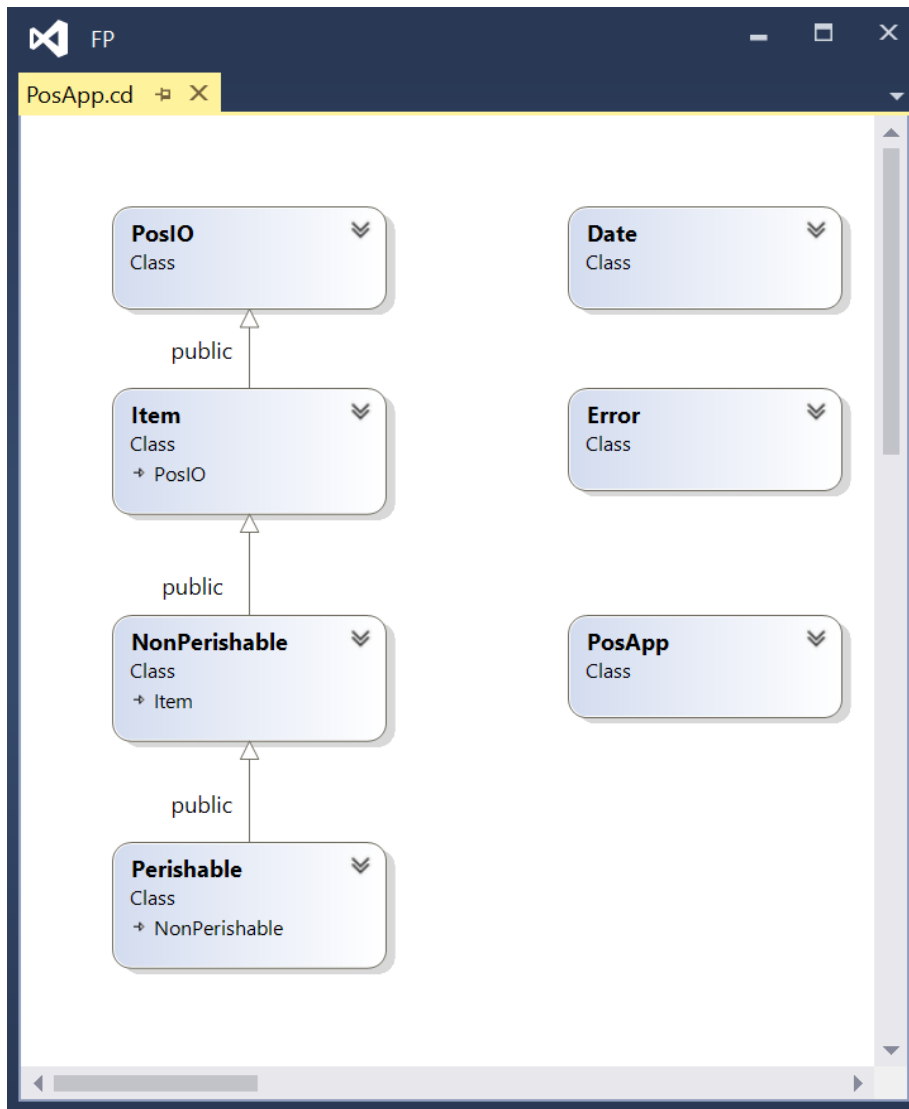 FP
PosApp.cd
PosIO
Class
public
Item
Class
PosIO
public
NonPerishable
Class
Item
public
Perishable
Class
NonPerishable
Date
Class
Error
Class
PosApp
Class